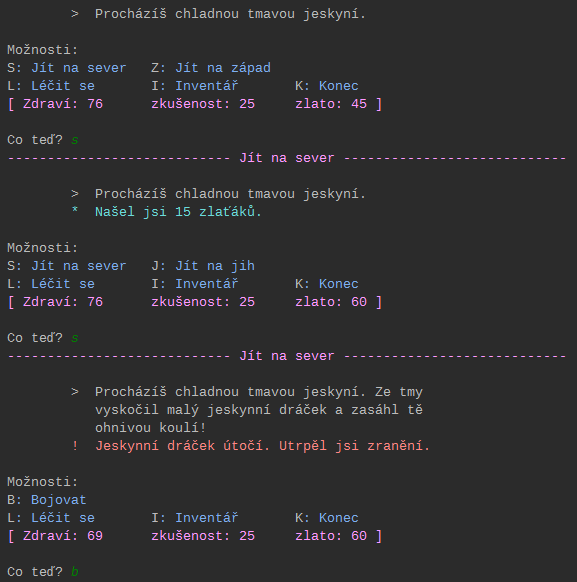 > Procházíš chladnou tmavou jeskyní.
Možnosti:
S: Jít na sever Z: Jít na západ
L: Léčit se I: Inventář K: Konec
[ Zdraví: 76 zkušenost: 25 zlato: 45 ]
Co teď? s
---------------------------- Jít na sever ----------------------------
> Procházíš chladnou tmavou jeskyní.
* Našel jsi 15 zlaťáků.
Možnosti:
S: Jít na sever J: Jít na jih
L: Léčit se I: Inventář K: Konec
[ Zdraví: 76 zkušenost: 25 zlato: 60 ]
Co teď? s
---------------------------- Jít na sever ----------------------------
> Procházíš chladnou tmavou jeskyní. Ze tmy
vyskočil malý jeskynní dráček a zasáhl tě
ohnivou koulí!
! Jeskynní dráček útočí. Utrpěl jsi zranění.
Možnosti:
B: Bojovat
L: Léčit se I: Inventář K: Konec
[ Zdraví: 69 zkušenost: 25 zlato: 60 ]
Co teď? b